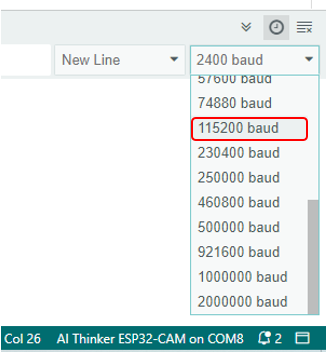 New Line 2400 baud
57600 baud
74880 baud
115200 baud
230400 baud
250000 baud
460800 baud
500000 baud
921600 baud
1000000 baud
2000000 baud
Col 26 AI Thinker ESP32-CAM on COM8 2